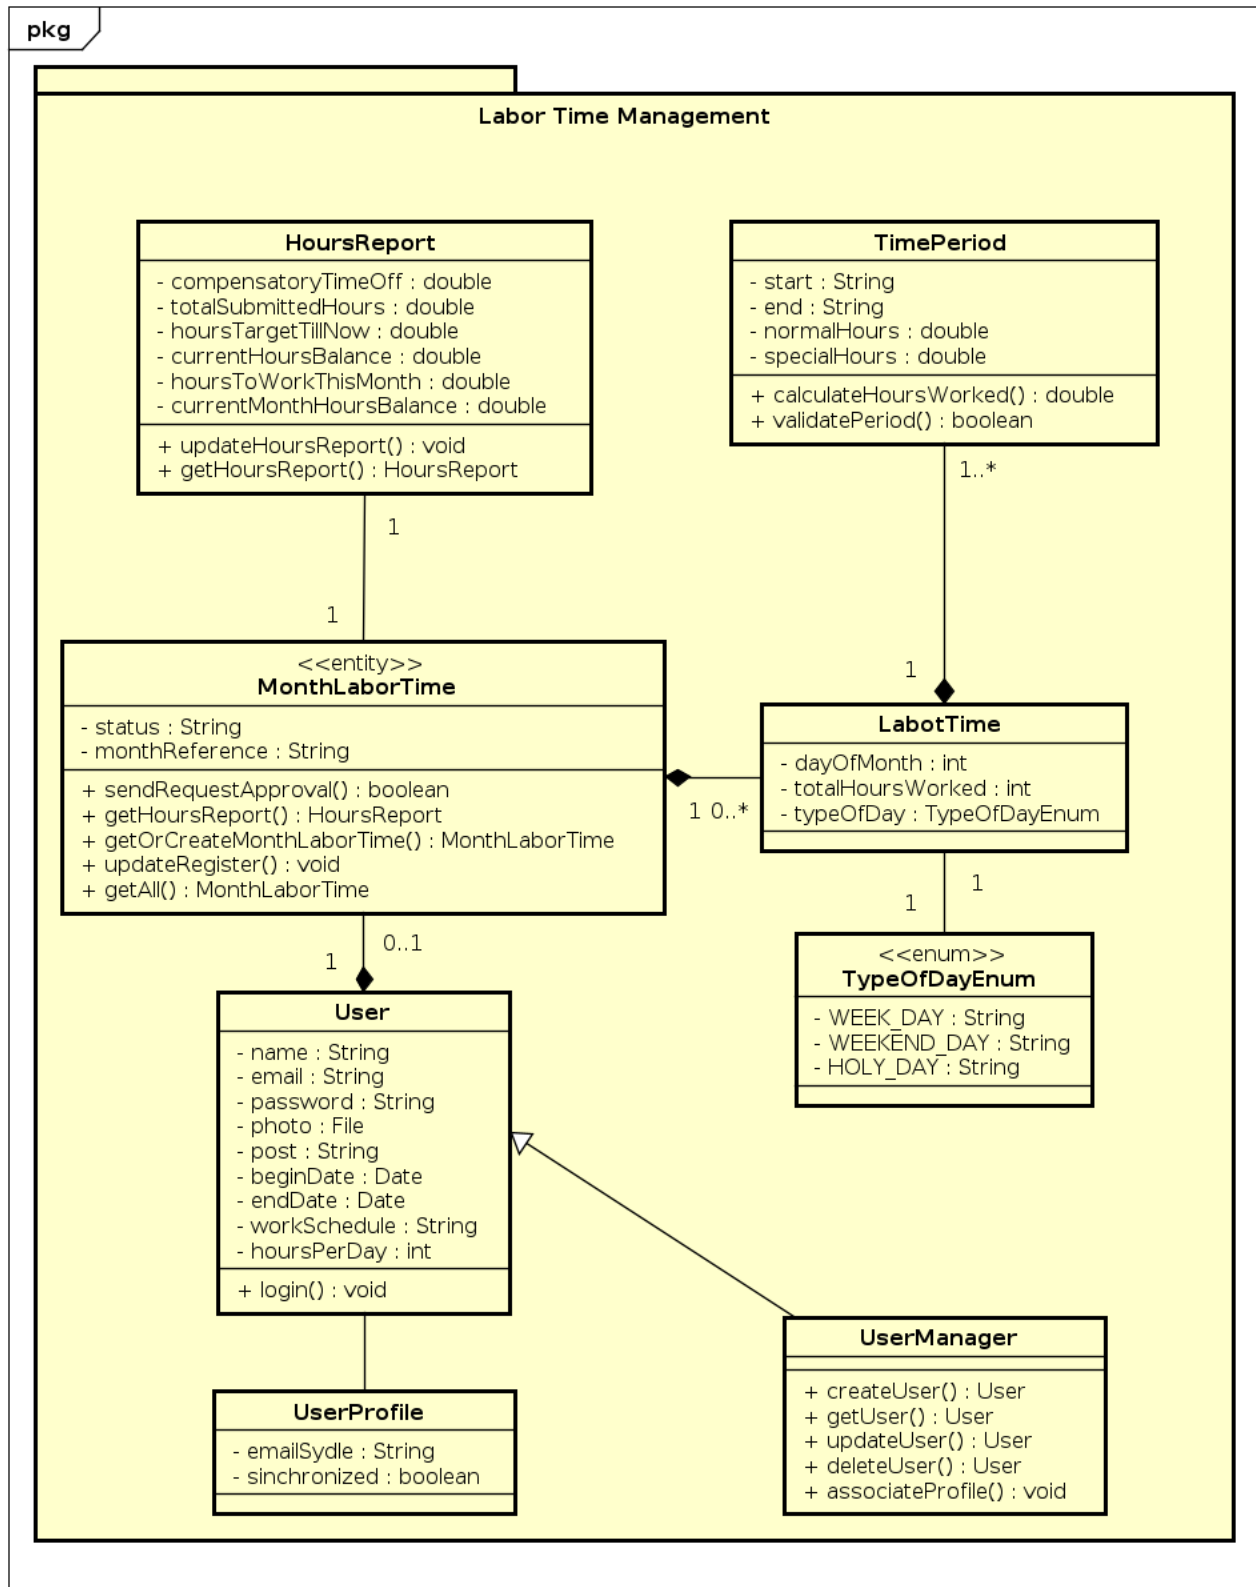 pkg
Labor Time Management
HoursReport
- compensatoryTimeOff : double
- totalSubmittedHours : double
- hoursTargetTillNow : double
- currentHoursBalance : double
- hoursToWorkThisMonth : double
- currentMonthHoursBalance : double
+ updateHoursReport() : void
+ getHoursReport() : HoursReport
TimePeriod
- start : String
- end : String
- normalHours : double
- specialHours : double
+ calculateHoursWorked() : double
+ validatePeriod() : boolean
1..*
1
1
1
<<entity>>
MonthLaborTime
- status : String
- monthReference : String
+ sendRequestApproval() : boolean
+ getHoursReport() : HoursReport
+ getOrCreateMonthLaborTime() : MonthLaborTime
+ updateRegister() : void
+ getAll() : MonthLaborTime
1 0..*
LabotTime
- dayOfMonth : int
- totalHoursWorked : int
- typeOfDay : TypeOfDayEnum
1
1
<<enum>>
TypeOfDayEnum
- WEEK_DAY : String
- WEEKEND_DAY : String
- HOLY_DAY : String
0..1
1
User
- name : String
- email : String
- password : String
- photo : File
- post : String
- beginDate : Date
- endDate : Date
- workSchedule : String
- hoursPerDay : int
+ login() : void
UserProfile
- emailSydle : String
- sinchronized : boolean
UserManager
+ createUser() : User
+ getUser() : User
+ updateUser() : User
+ deleteUser() : User
+ associateProfile() : void